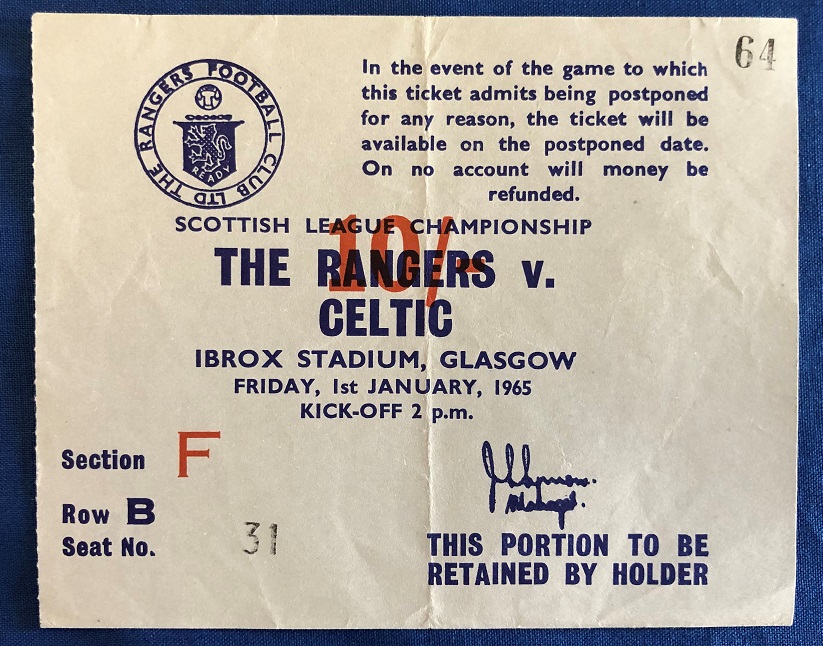 64
THE RANGERS FOOTBALL CLUB LTD
READY
In the event of the game to which
this ticket admits being postponed
for any reason, the ticket will be
available on the postponed date.
On no account will money be
refunded.
SCOTTISH LEAGUE CHAMPIONSHIP
10/-
THE RANGERS v.
CELTIC
IBROX STADIUM, GLASGOW
FRIDAY, 1st JANUARY, 1965
KICK-OFF 2 p.m.
Section F
Row B
Seat No. 31
Manager.
THIS PORTION TO BE
RETAINED BY HOLDER